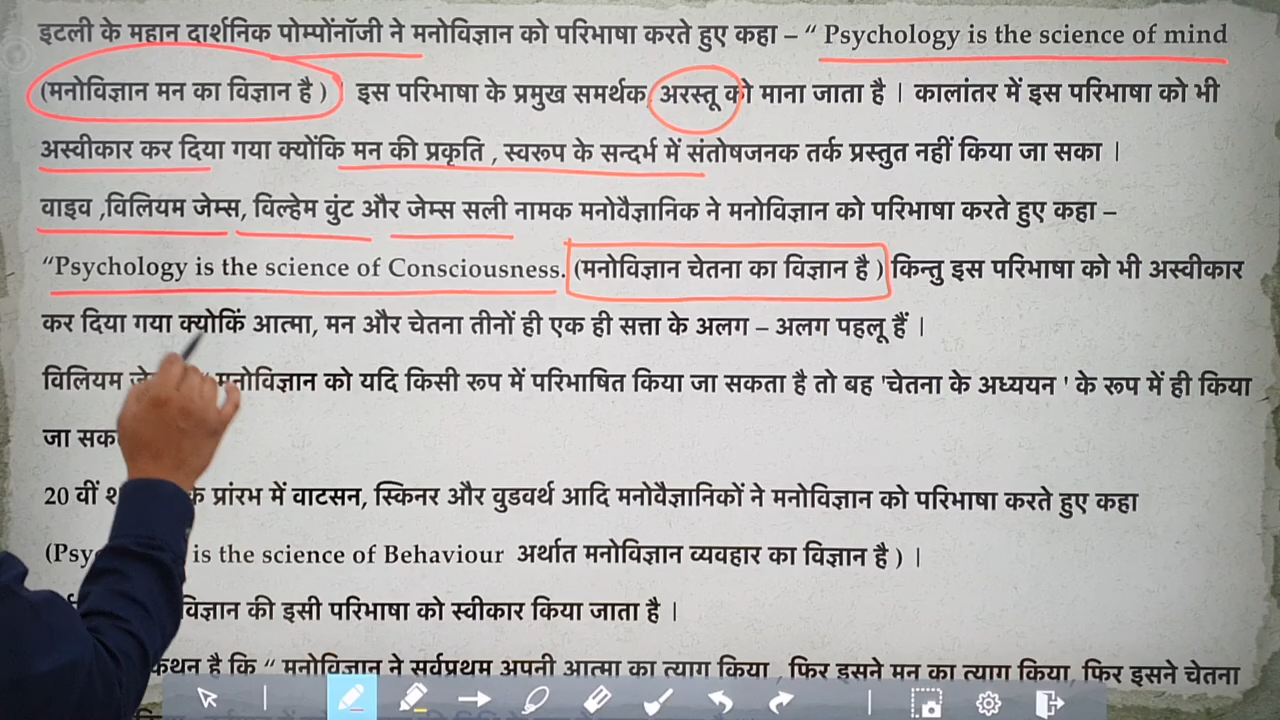 इटली के महान दार्शनिक पोम्पोंनॉजी ने मनोविज्ञान को परिभाषा करते हुए कहा – “ Psychology is the science of mind
(मनोविज्ञान मन का विज्ञान है ) इस परिभाषा के प्रमुख समर्थक, अरस्तू को माना जाता है । कालांतर में इस परिभाषा को भी
अस्वीकार कर दिया गया क्योंकि मन की प्रकृति , स्वरूप के सन्दर्भ में संतोषजनक तर्क प्रस्तुत नहीं किया जा सका ।
वाइव ,विलियम जेम्स, विल्हेम वुंट और जेम्स सली नामक मनोवैज्ञानिक ने मनोविज्ञान को परिभाषा करते हुए कहा –
“Psychology is the science of Consciousness. (मनोविज्ञान चेतना का विज्ञान है ) किन्तु इस परिभाषा को भी अस्वीकार
कर दिया गया क्योकिं आत्मा, मन और चेतना तीनों ही एक ही सत्ता के अलग – अलग पहलू हैं ।
विलियम मनोविज्ञान को यदि किसी रूप में परिभाषित किया जा सकता है तो बह 'चेतना के अध्ययन ' के रूप में ही किया
जा
20 वीं प्रांरभ में वाटसन, स्किनर और वुडवर्थ आदि मनोवैज्ञानिकों ने मनोविज्ञान को परिभाषा करते हुए कहा
is the science of Behaviour अर्थात मनोविज्ञान व्यवहार का विज्ञान है ) ।
की इसी परिभाषा को स्वीकार किया जाता है ।
कथन है कि “ मनोविज्ञान ने सर्वप्रथम अपनी आत्मा का त्याग किया , फिर इसने मन का त्याग किया, फिर इसने चेतना